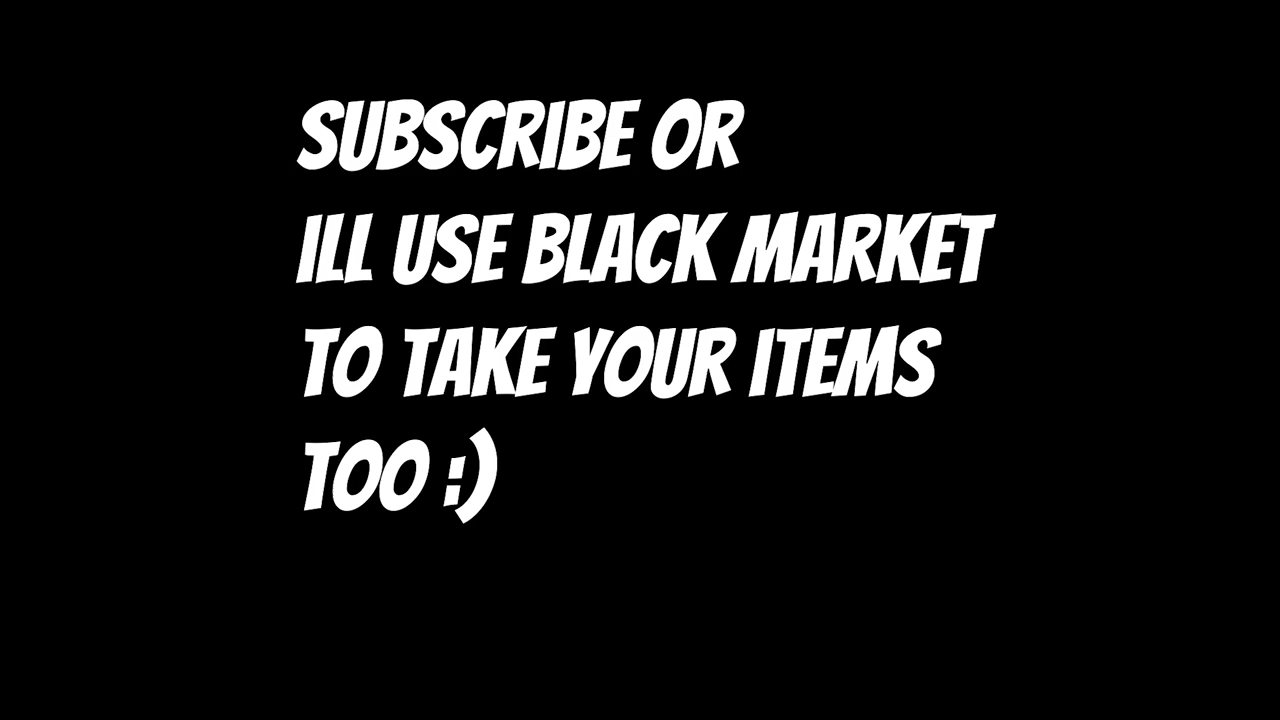 SUBSCRIBE OR
ILL USE BLACK MARKET
TO TAKE YOUR ITEMS
TOO :)